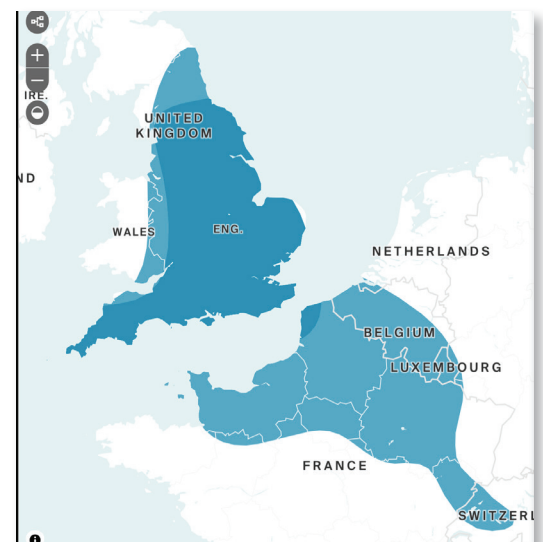 IRE.
UNITED
KINGDOM
ND
WALES
ENG.
NETHERLANDS
BELGIUM
LUXEMBOURG
FRANCE
SWITZERL